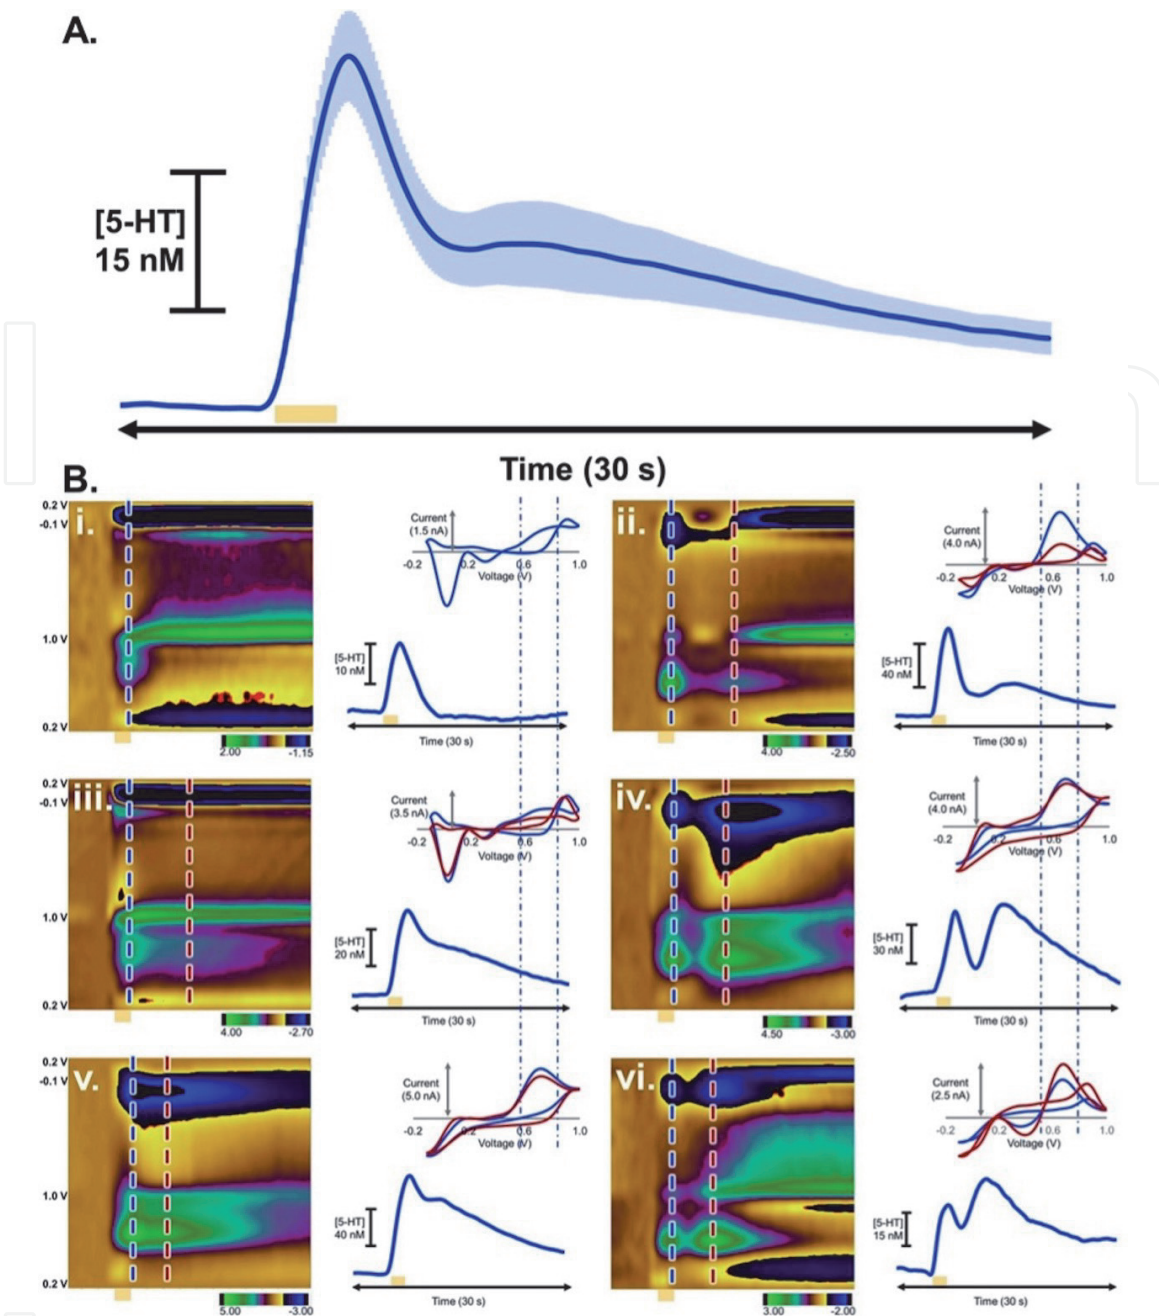 A.
[5-HT]
15 nM
Time (30 s)
B.
i.
0.2 V
-0.1 V
1.0 V
0.2 V
2.00 -1.15
Current
(1.5 nA)
-0.2 0.2 0.6 1.0
Voltage (V)
[5-HT]
10 nM
Time (30 s)
ii.
4.00 -2.50
Current
(4.0 nA)
-0.2 0.2 0.6 1.0
Voltage (V)
[5-HT]
40 nM
Time (30 s)
iii.
0.2 V
-0.1 V
1.0 V
0.2 V
4.00 -2.70
Current
(3.5 nA)
-0.2 0.2 0.6 1.0
Voltage (V)
[5-HT]
20 nM
Time (30 s)
iv.
4.50 -3.00
Current
(4.0 nA)
-0.2 0.2 0.6 1.0
Voltage (V)
[5-HT]
30 nM
Time (30 s)
v.
0.2 V
-0.1 V
1.0 V
0.2 V
5.00 -3.00
Current
(5.0 nA)
-0.2 0.2 0.6 1.0
Voltage (V)
[5-HT]
40 nM
Time (30 s)
vi.
3.00 -2.00
Current
(2.5 nA)
-0.2 0.2 0.6 1.0
Voltage (V)
[5-HT]
15 nM
Time (30 s)